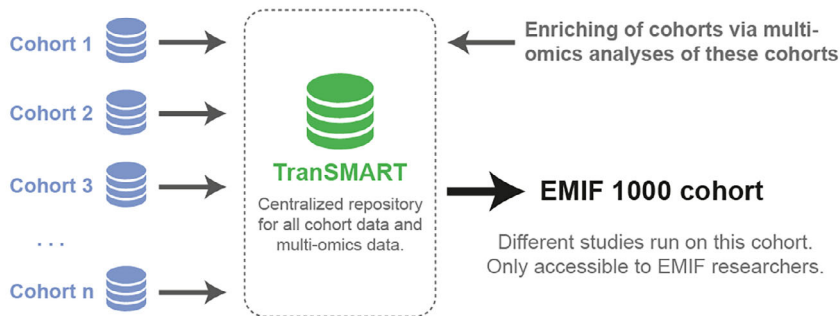 Cohort 1
Cohort 2
Cohort 3
. . .
Cohort n
TranSMART
Centralized repository
for all cohort data and
multi-omics data.
Enriching of cohorts via multi-
omics analyses of these cohorts
EMIF 1000 cohort
Different studies run on this cohort.
Only accessible to EMIF researchers.